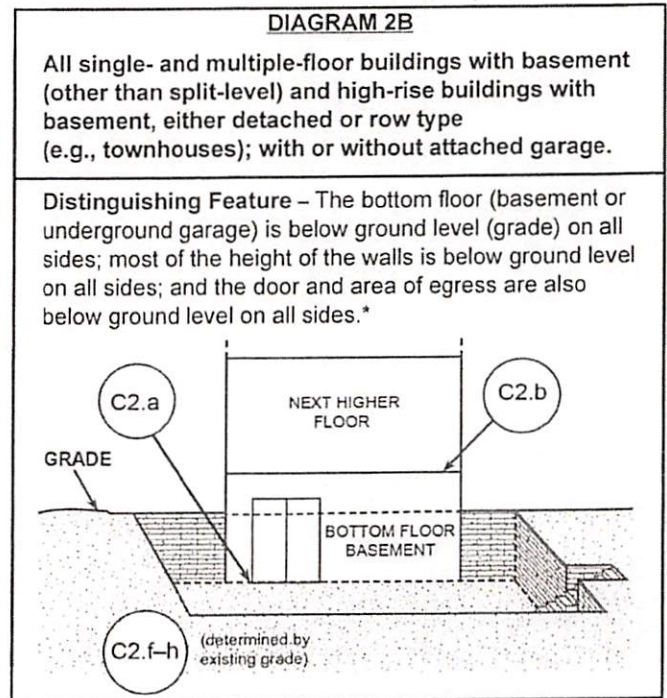 DIAGRAM 2B
All single- and multiple-floor buildings with basement
(other than split-level) and high-rise buildings with
basement, either detached or row type
(e.g., townhouses); with or without attached garage.
Distinguishing Feature – The bottom floor (basement or
underground garage) is below ground level (grade) on all
sides; most of the height of the walls is below ground level
on all sides; and the door and area of egress are also
below ground level on all sides.*
C2.a
NEXT HIGHER
FLOOR
C2.b
GRADE
BOTTOM FLOOR
BASEMENT
C2.f–h
(determined by
existing grade)